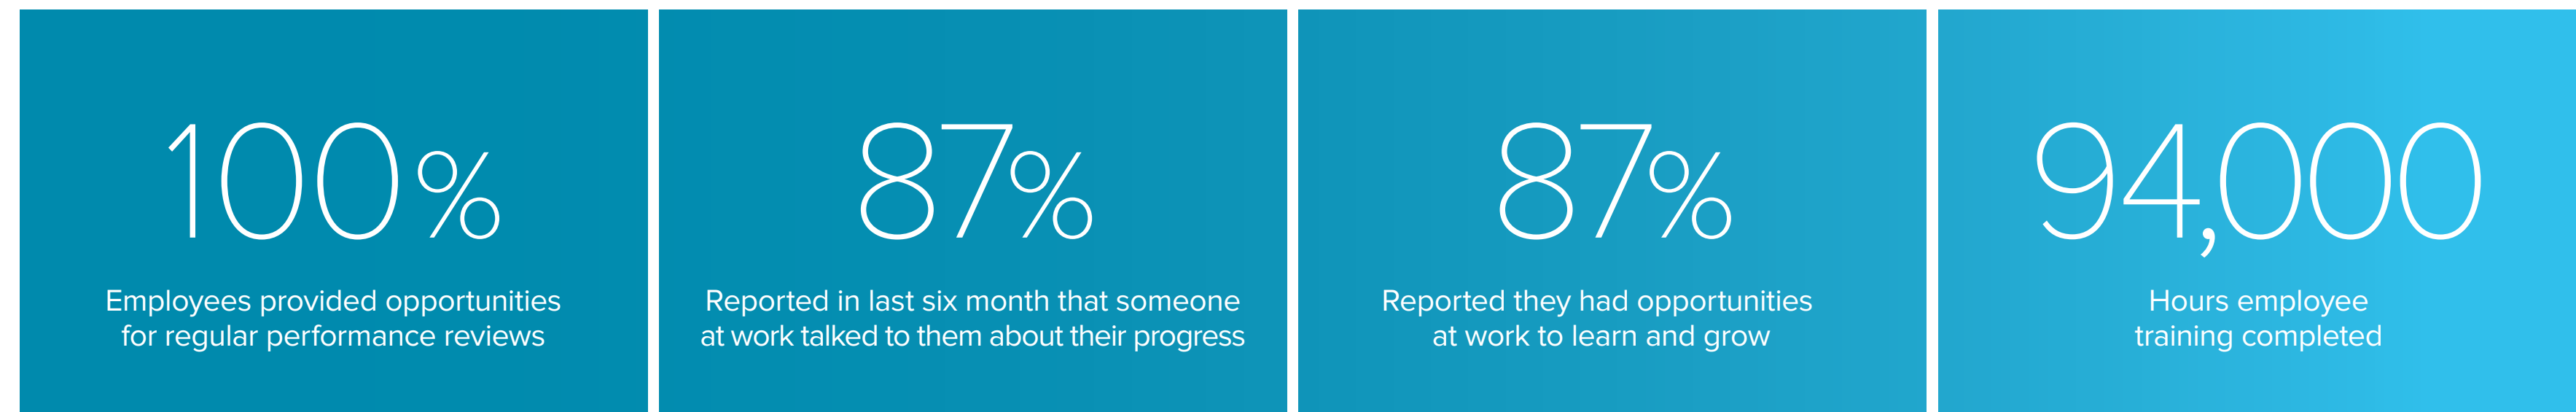 100%
Employees provided opportunities
for regular performance reviews
87%
Reported in last six month that someone
at work talked to them about their progress
87%
Reported they had opportunities
at work to learn and grow
94,000
Hours employee
training completed